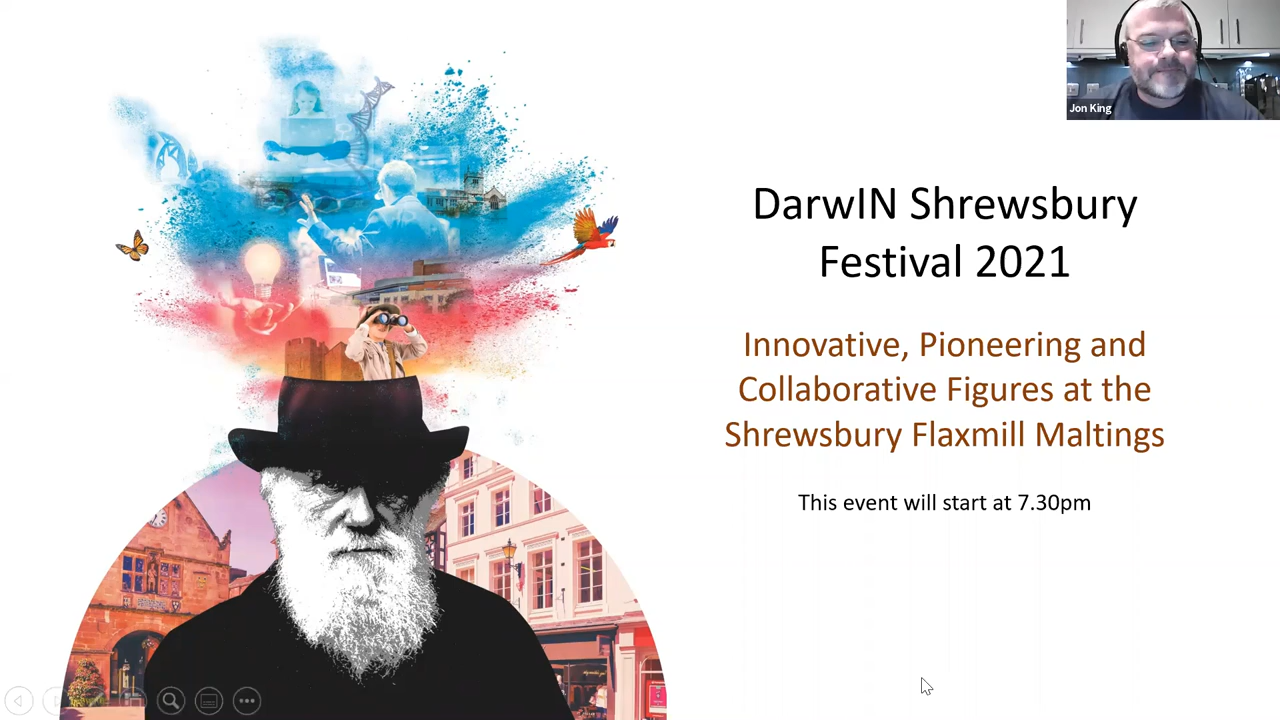 Jon King
DarwIN Shrewsbury
Festival 2021
Innovative, Pioneering and
Collaborative Figures at the
Shrewsbury Flaxmill Maltings
This event will start at 7.30pm